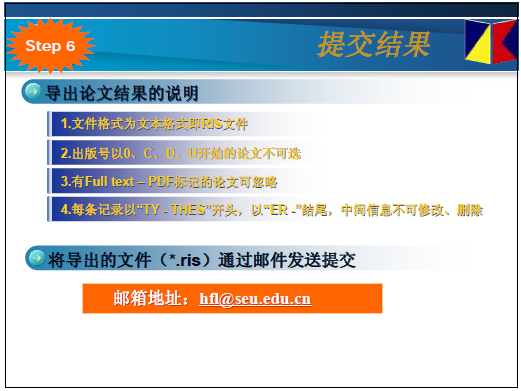 Step 6
提交结果
导出论文结果的说明
1.文件格式为文本格式即RIS文件
2.出版号以0、C、D、U开始的论文不可选
3.有Full text – PDF标记的论文可忽略
4.每条记录以“TY - THES”开头，以“ER -”结尾，中间信息不可修改、删除
将导出的文件（*.ris）通过邮件发送提交
邮箱地址：hfl@seu.edu.cn